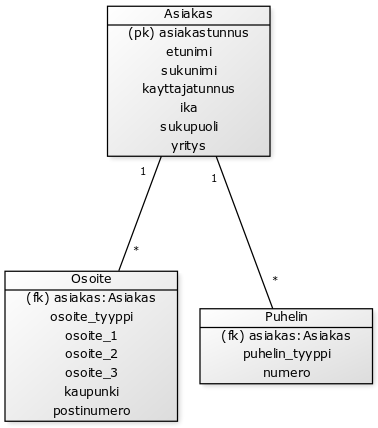 Asiakas
(pk) asiakastunnus
etunimi
sukunimi
kayttajatunnus
ika
sukupuoli
yritys
1
1
*
*
Osoite
(fk) asiakas: Asiakas
osoite_tyyppi
osoite_1
osoite_2
osoite_3
kaupunki
postinumero
Puhelin
(fk) asiakas: Asiakas
puhelin_tyyppi
numero